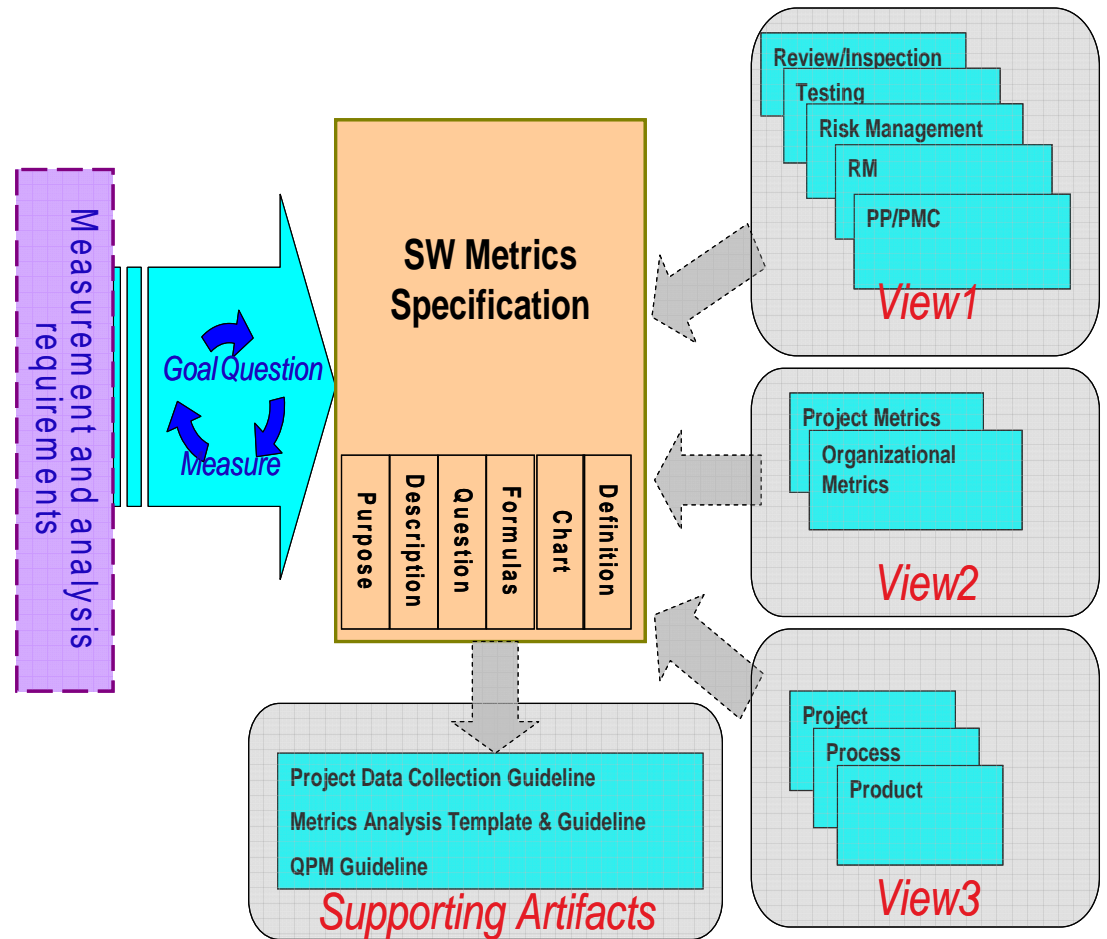 Measurement and analysis
requirements
Goal Question
Measure
SW Metrics
Specification
Purpose
Description
Question
Formulas
Chart
Definition
Review/Inspection
Testing
Risk Management
RM
PP/PMC
View1
Project Metrics
Organizational
Metrics
View2
Project
Process
Product
View3
Project Data Collection Guideline
Metrics Analysis Template & Guideline
QPM Guideline
Supporting Artifacts